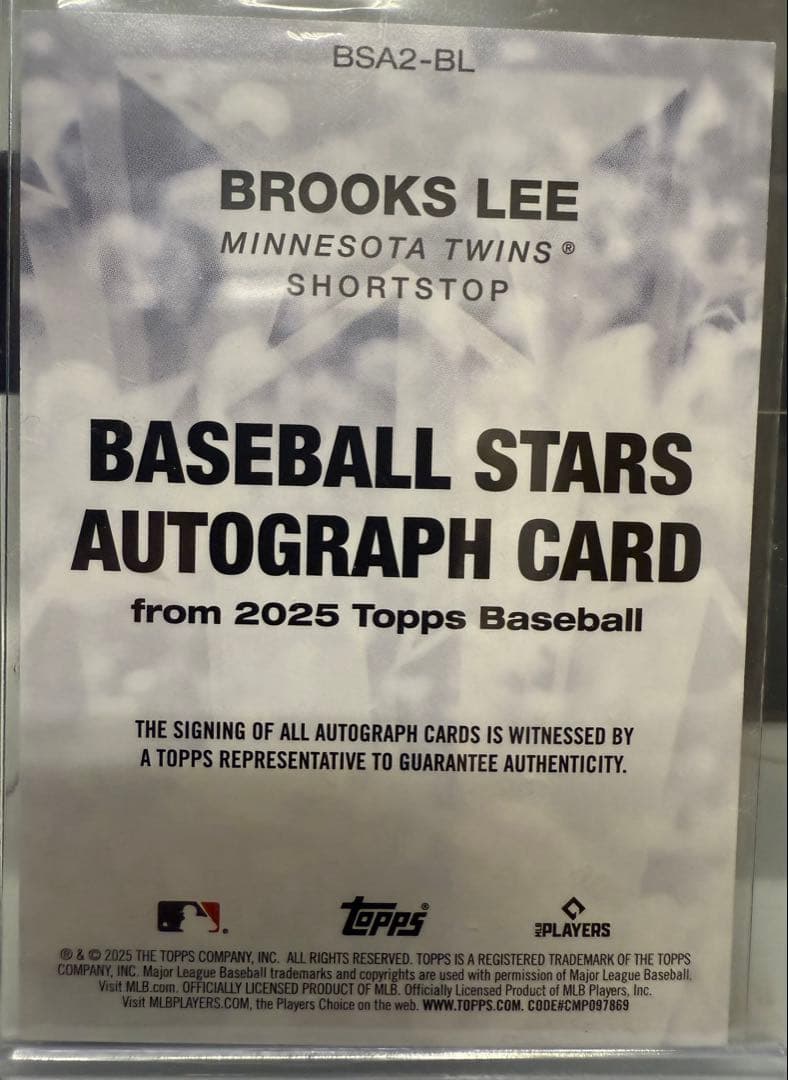 BSA2-BL
BROOKS LEE
MINNESOTA TWINS®
SHORTSTOP
BASEBALL STARS
AUTOGRAPH CARD
from 2025 Topps Baseball
THE SIGNING OF ALL AUTOGRAPH CARDS IS WITNESSED BY
A TOPPS REPRESENTATIVE TO GUARANTEE AUTHENTICITY.
Topps® MLB PLAYERS
® & © 2025 THE TOPPS COMPANY, INC. ALL RIGHTS RESERVED. TOPPS IS A REGISTERED TRADEMARK OF THE TOPPS
COMPANY, INC. Major League Baseball trademarks and copyrights are used with permission of Major League Baseball.
Visit MLB.com. OFFICIALLY LICENSED PRODUCT OF MLB. Officially Licensed Product of MLB Players, Inc.
Visit MLBPLAYERS.COM, the Players Choice on the web. WWW.TOPPS.COM. CODE#CMP097869